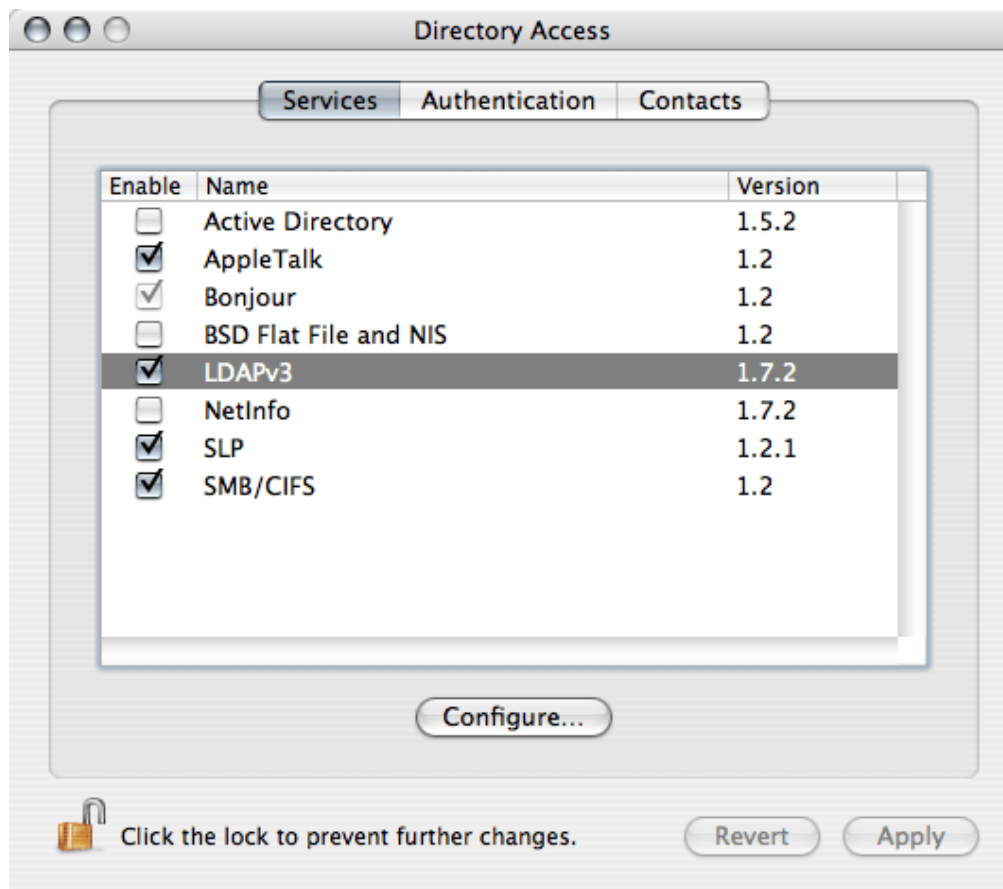 Directory Access
Services Authentication Contacts
Enable Name Version
Active Directory 1.5.2
AppleTalk 1.2
Bonjour 1.2
BSD Flat File and NIS 1.2
LDAPv3 1.7.2
NetInfo 1.7.2
SLP 1.2.1
SMB/CIFS 1.2
Configure...
Click the lock to prevent further changes. Revert Apply